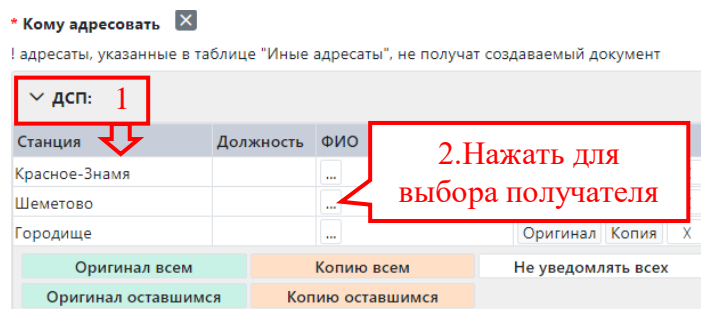 * Кому адресовать X
! адресаты, указанные в таблице "Иные адресаты", не получат создаваемый документ
ДСП: 1
Станция Должность ФИО
2.Нажать для
выбора получателя
Красное-Знамя ...
Шеметово ...
Городище ... Оригинал Копия X
Оригинал всем Копию всем Не уведомлять всех
Оригинал оставшимся Копию оставшимся